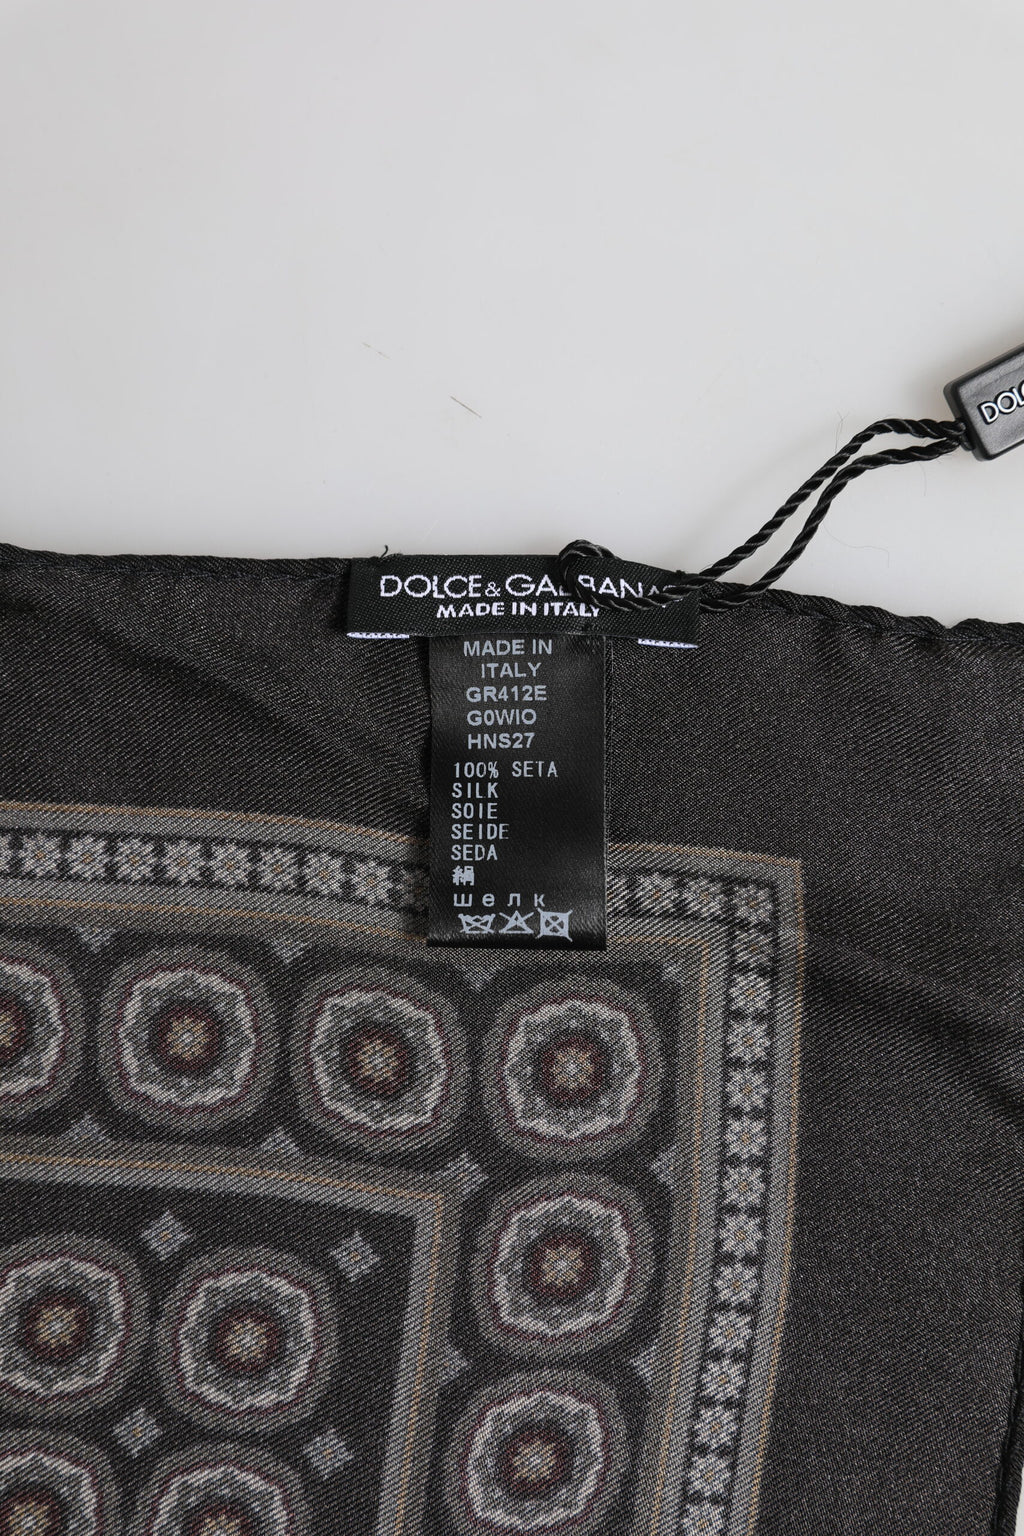 DOLC
DOLCE & GABBANA
MADE IN ITALY
MADE IN
ITALY
GR412E
G0WIO
HNS27
100% SETA
SILK
SOIE
SEIDE
SEDA
絹
шелк